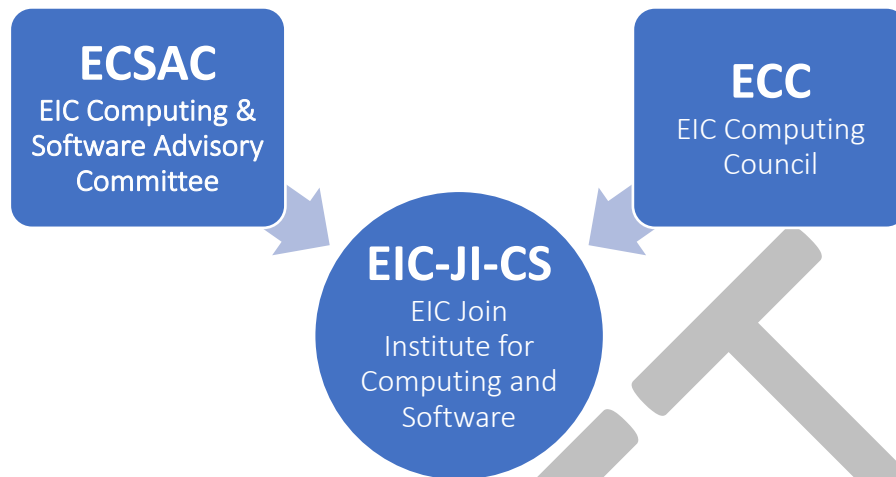 ECSAC
EIC Computing &
Software Advisory
Committee
ECC
EIC Computing
Council
EIC-JI-CS
EIC Join
Institute for
Computing and
Software